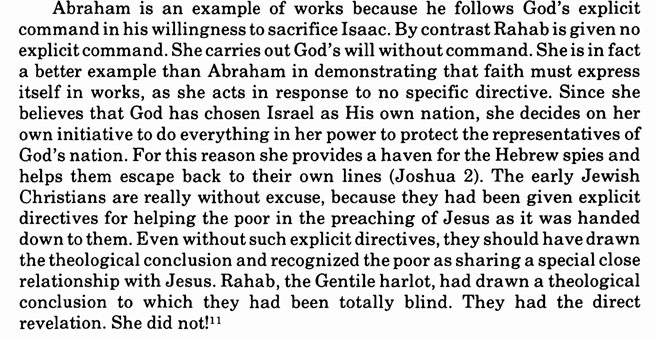 Abraham is an example of works because he follows God's explicit
command in his willingness to sacrifice Isaac. By contrast Rahab is given no
explicit command. She carries out God's will without command. She is in fact
a better example than Abraham in demonstrating that faith must express
itself in works, as she acts in response to no specific directive. Since she
believes that God has chosen Israel as His own nation, she decides on her
own initiative to do everything in her power to protect the representatives of
God's nation. For this reason she provides a haven for the Hebrew spies and
helps them escape back to their own lines (Joshua 2). The early Jewish
Christians are really without excuse, because they had been given explicit
directives for helping the poor in the preaching of Jesus as it was handed
down to them. Even without such explicit directives, they should have drawn
the theological conclusion and recognized the poor as sharing a special close
relationship with Jesus. Rahab, the Gentile harlot, had drawn a theological
conclusion to which they had been totally blind. They had the direct
revelation. She did not!¹¹